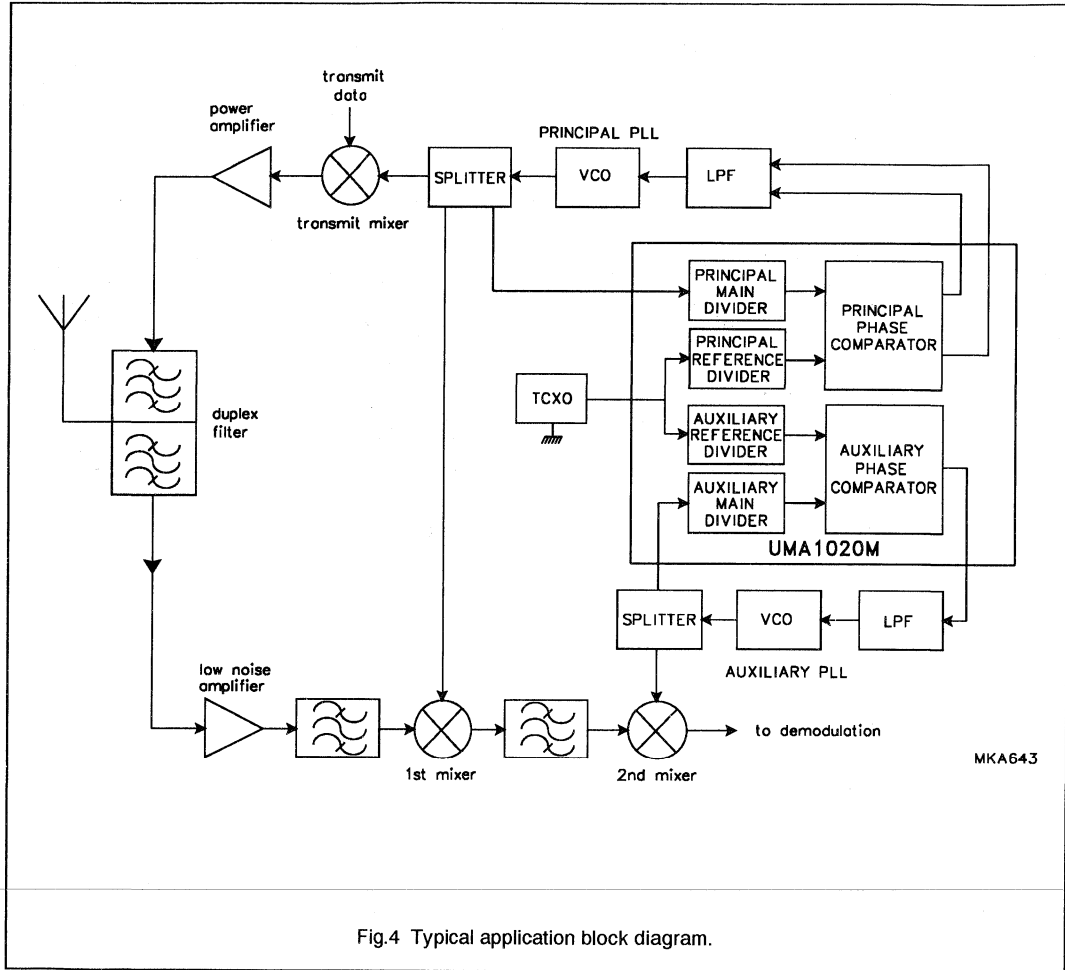 transmit
data
power
amplifier
PRINCIPAL PLL
SPLITTER
VCO
LPF
transmit mixer
PRINCIPAL
MAIN
DIVIDER
PRINCIPAL
PHASE
COMPARATOR
PRINCIPAL
REFERENCE
DIVIDER
TCXO
duplex
filter
AUXILIARY
REFERENCE
DIVIDER
AUXILIARY
PHASE
COMPARATOR
AUXILIARY
MAIN
DIVIDER
UMA1020M
SPLITTER
VCO
LPF
AUXILIARY PLL
low noise
amplifier
to demodulation
1st mixer
2nd mixer
MKA643
Fig.4 Typical application block diagram.